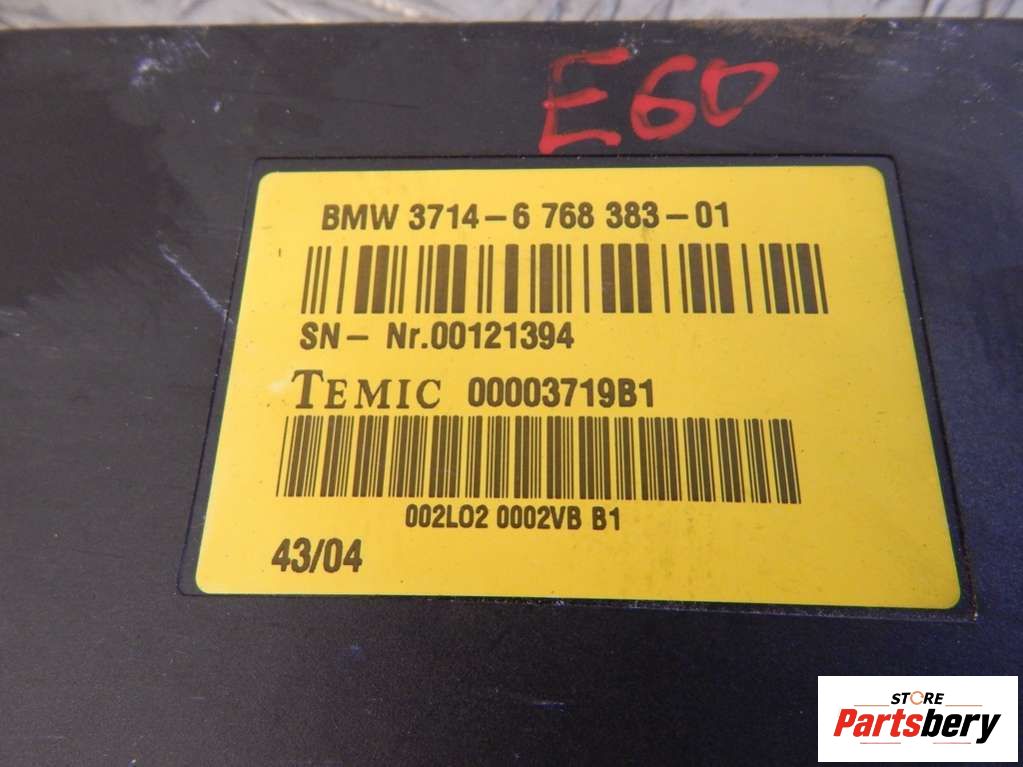 E60
BMW 3714-6 768 383-01
SN- Nr.00121394
TEMIC 00003719B1
002LO2 0002VB B1
43/04
STORE
Partsbery